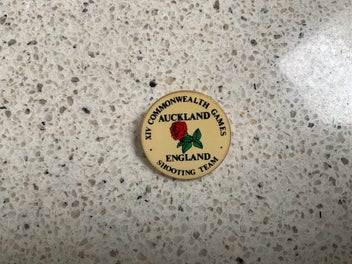 XIV COMMONWEALTH GAMES
AUCKLAND
ENGLAND
SHOOTING TEAM